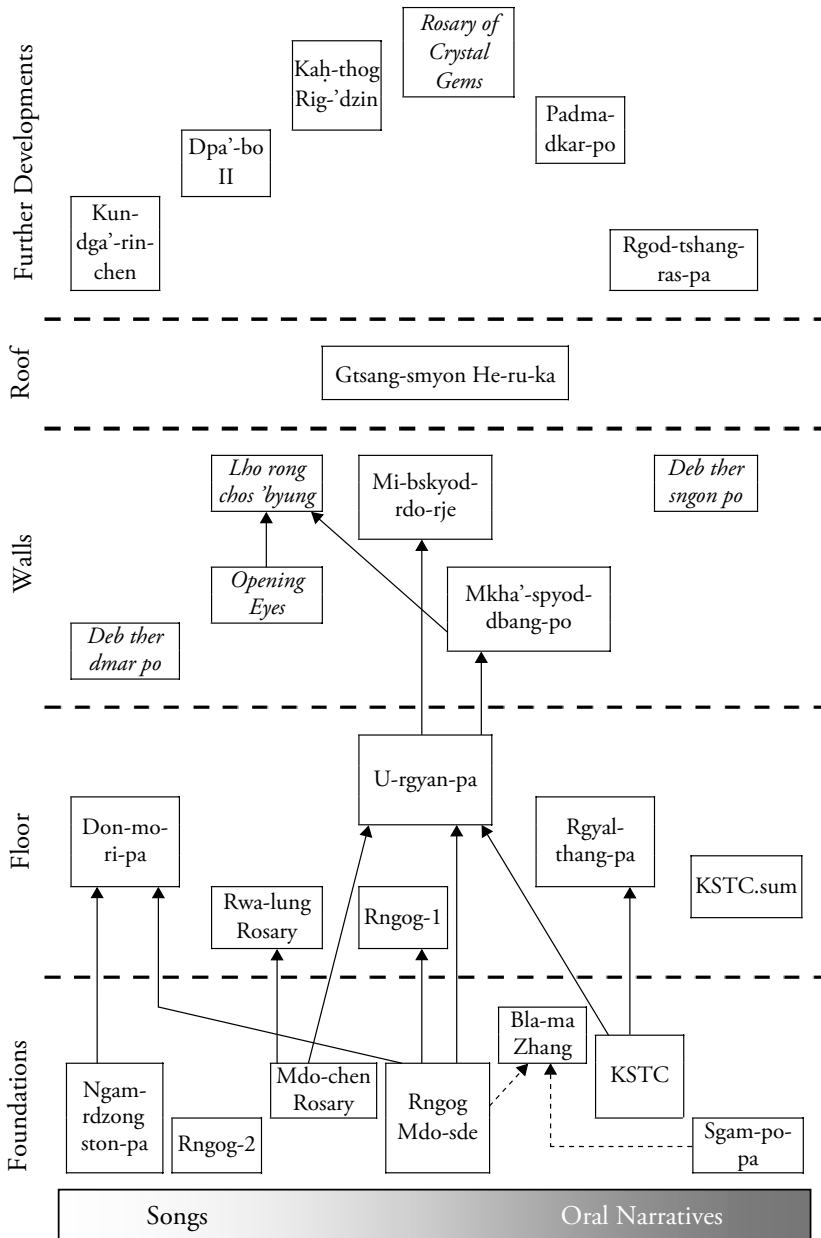 Further Developments
Rosary of
Crystal
Gems
Kaḥ-thog
Rig-’dzin
Padma-
dkar-po
Dpa’-bo
II
Kun-
dga’-rin-
chen
Rgod-tshang-
ras-pa
Roof
Gtsang-smyon He-ru-ka
Walls
Lho rong
chos ’byung
Mi-bskyod-
rdo-rje
Deb ther
sngon po
Opening
Eyes
Mkha’-spyod-
dbang-po
Deb ther
dmar po
Floor
U-rgyan-pa
Don-mo-
ri-pa
Rgyal-
thang-pa
KSTC.sum
Rwa-lung
Rosary
Rngog-1
Foundations
Bla-ma
Zhang
Ngam-
rdzong
ston-pa
Rngog-2
Mdo-chen
Rosary
Rngog
Mdo-sde
KSTC
Sgam-po-
pa
Songs
Oral Narratives